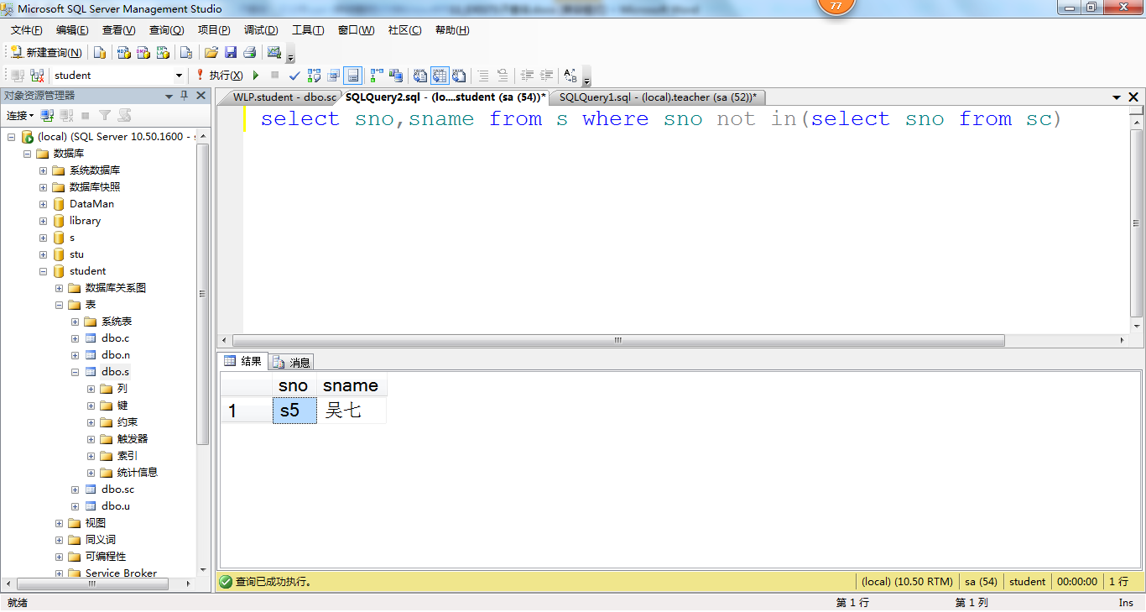 Microsoft SQL Server Management Studio
77
文件(F) 编辑(E) 查看(V) 查询(Q) 项目(P) 调试(D) 工具(T) 窗口(W) 社区(C) 帮助(H)
新建查询(N)
student 执行(X)
对象资源管理器
WLP.student - dbo.sc SQLQuery2.sql - (lo....student (sa (54))* SQLQuery1.sql - (local).teacher (sa (52))*
连接
select sno,sname from s where sno not in(select sno from sc)
(local) (SQL Server 10.50.1600 - s
数据库
系统数据库
数据库快照
DataMan
library
s
stu
student
数据库关系图
表
系统表
dbo.c
dbo.n
dbo.s
列
键
约束
触发器
索引
统计信息
dbo.sc
dbo.u
视图
同义词
可编程性
Service Broker
结果 消息
sno sname
1 s5 吴七
查询已成功执行。 (local) (10.50 RTM) sa (54) student 00:00:00 1 行
就绪 第 1 行 第 1 列 Ins